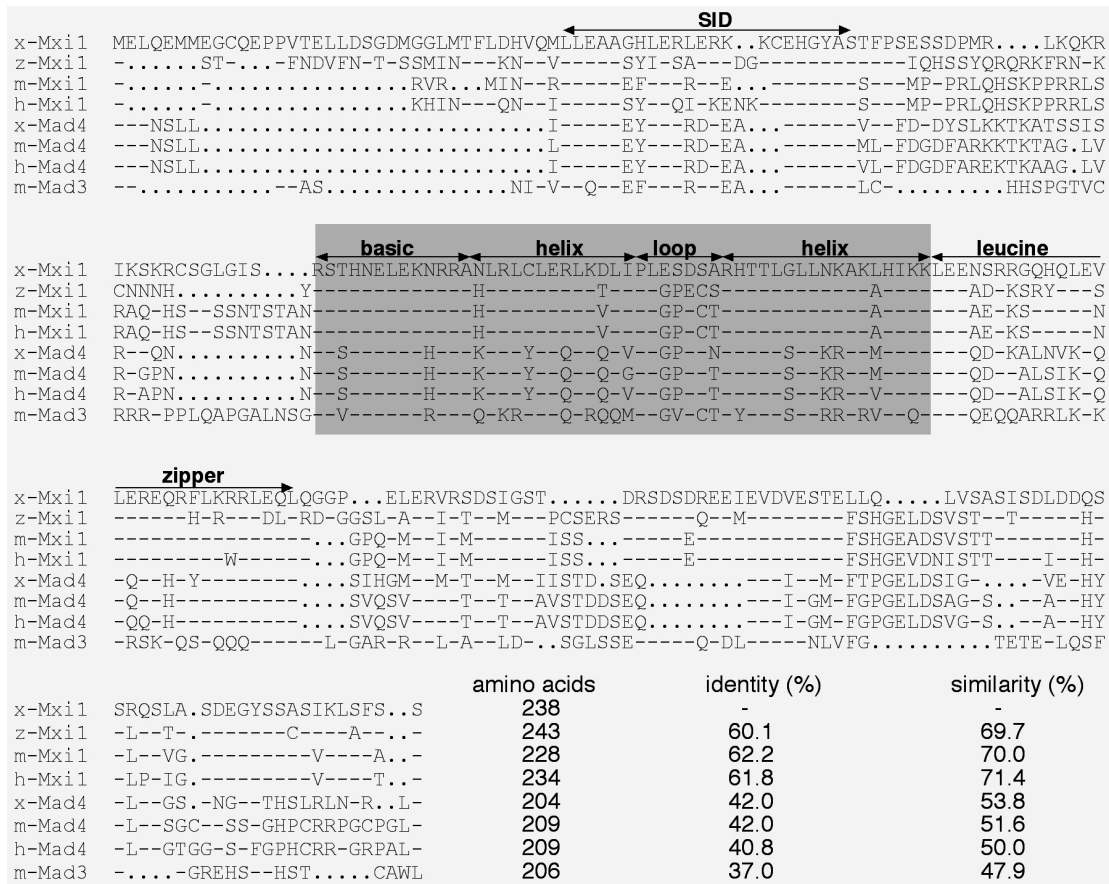 SID
x-Mxi1 MELQEMMEGCQEPPVTELLDSGDMGGLMTFLDHVQMLLEAAGHLERLERK..KCEHGYASTFPSESSDPMR....LKQKR
z-Mxi1 -.......ST---FNDVFN-T-SSMIN--KN--V------SYI-SA--DG-----------IQHSSYQRQRKFRN-K
m-Mxi1 -......-..................RVR...MIN--R------EF---R--E...-------S--MP-PRLQHSKPPRRLS
h-Mxi1 -......-..................KHIN---QN--I------SY--QI-KENK--------S--MP-PRLQHSKPPRRLS
x-Mad4 ---NSLL...............................I-----EY---RD-EA...-------V--FD-DYSLKKTKATSSIS
m-Mad4 ---NSLL...............................L-----EY---RD-EA...-------ML-FDGDFARKKTKTAG.LV
h-Mad4 ---NSLL...............................I-----EY---RD-EA...-------VL-FDGDFAREKTKAAG.LV
m-Mad3 --.............--AS...............NI-V--Q--EF---R--EA...-------LC..........HHSPGTVC
basic helix loop helix leucine
x-Mxi1 IKSKRCSGLGIS....RSTHNELEKNRRANLRLCLERLKDLIPLESDSARHTTLGLLNKAKLHIKKLEENSRRGQHQLEV
z-Mxi1 CNNNH..........Y-------------H----------T----GPECS------------A-------AD-KSRY---S
m-Mxi1 RAQ-HS--SSNTSTAN-------------H----------V----GP-CT------------A-------AE-KS-----N
h-Mxi1 RAQ-HS--SSNTSTAN-------------H----------V----GP-CT------------A-------AE-KS-----N
x-Mad4 R--QN..........N--S------H---K---Y--Q--Q-V--GP--N-----S--KR--M--------QD-KALNVK-Q
m-Mad4 R-GPN..........N--S------H---K---Y--Q--Q-G--GP--T-----S--KR--M--------QD--ALSIK-Q
h-Mad4 R-APN..........N--S------H---K---Y--Q--Q-V--GP--T-----S--KR--M--------QD--ALSIK-Q
m-Mad3 RRR-PPLQAPGALNSG--V------R---Q-KR---Q-RQQM--GV-CT-Y---S--RR-RV--Q-----QEQQARRLK-K
zipper
x-Mxi1 LEREQRFLKRRLEQLQGGP...ELERVRSDSIGST......DRSDSDREEIEVDVESTELLQ.....LVSASISDLDDQS
z-Mxi1 ------H-R---DL-RD-GGSL-A--I-T--M---PCSERS------Q--M--------FSHGELDSVST--T-----H-
m-Mxi1 ----------------...GPQ-M--I-M------ISS...-----E------------FSHGEADSVSTT-------H-
h-Mxi1 ---------W------...GPQ-M--I-M------ISS...-----E------------FSHGEVDNISTT---I---H-
x-Mad4 -Q--H-Y--------....SIHGM--M-T--M--IISTD.SEQ........---I--M-FTPGELDSIG-----VE-HY
m-Mad4 -Q--H----------....SVQSV----T--T--AVSTDDSEQ........---I-GM-FGPGELDSAG-S---A--HY
h-Mad4 -QQ-H----------....SVQSV----T--T--AVSTDDSEQ........---I-GM-FGPGELDSVG-S---A--HY
m-Mad3 -RSK-QS-QQQ------L-GAR-R--L-A--LD-..SGLSSE-----Q-DL----NLVFG..........TETE-LQSF
amino acids identity (%) similarity (%)
x-Mxi1 SRQSLA.SDEGYSSASIKLSFS..S 238 - -
z-Mxi1 -L--T.---------C----A..- 243 60.1 69.7
m-Mxi1 -L--VG.----------V----A..- 228 62.2 70.0
h-Mxi1 -LP-IG.----------V----T..- 234 61.8 71.4
x-Mad4 -L--GS.-NG--THSLRLN-R..L- 204 42.0 53.8
m-Mad4 -L--SGC--SS-GHPCRRPGCPGL- 209 42.0 51.6
h-Mad4 -L--GTGG-S-FGPHCRR-GRPAL- 209 40.8 50.0
m-Mad3 -....-GREHS--HST.....CAWL 206 37.0 47.9